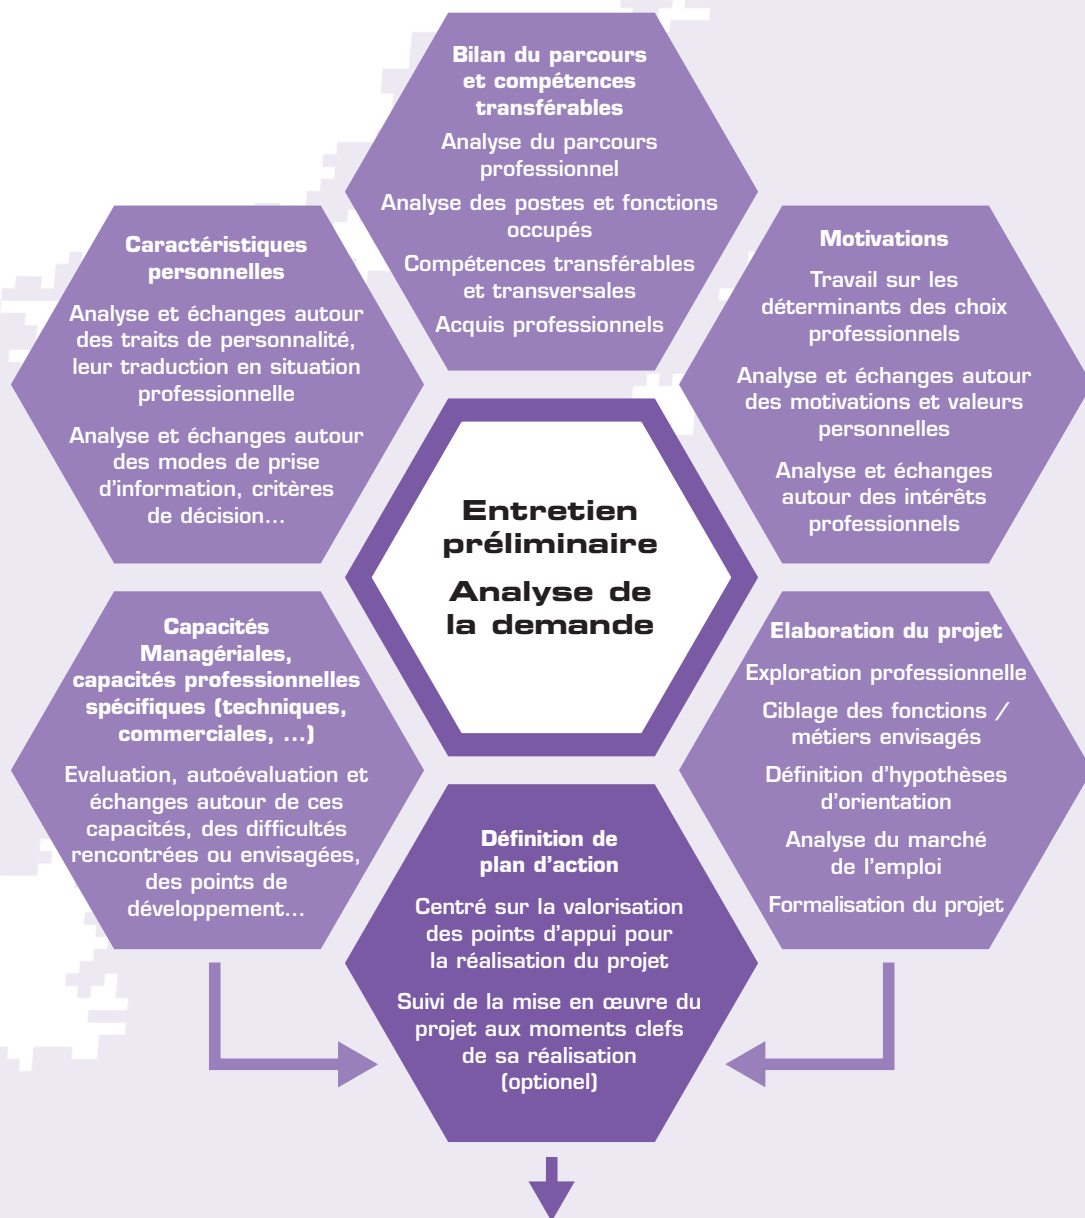 Bilan du parcours
et compétences
transférables
Analyse du parcours
professionnel
Analyse des postes et fonctions
occupés
Compétences transférables
et transversales
Acquis professionnels
Caractéristiques
personnelles
Analyse et échanges autour
des traits de personnalité,
leur traduction en situation
professionnelle
Analyse et échanges autour
des modes de prise
d'information, critères
de décision...
Motivations
Travail sur les
déterminants des choix
professionnels
Analyse et échanges autour
des motivations et valeurs
personnelles
Analyse et échanges
autour des intérêts
professionnels
Entretien
préliminaire
Analyse de
la demande
Capacités
Managériales,
capacités professionnelles
spécifiques (techniques,
commerciales, ...)
Evaluation, autoévaluation et
échanges autour de ces
capacités, des difficultés
rencontrées ou envisagées,
des points de
développement...
Elaboration du projet
Exploration professionnelle
Ciblage des fonctions /
métiers envisagés
Définition d'hypothèses
d'orientation
Analyse du marché
de l'emploi
Formalisation du projet
Définition de
plan d'action
Centré sur la valorisation
des points d'appui pour
la réalisation du projet
Suivi de la mise en œuvre du
projet aux moments clefs
de sa réalisation
(optionel)